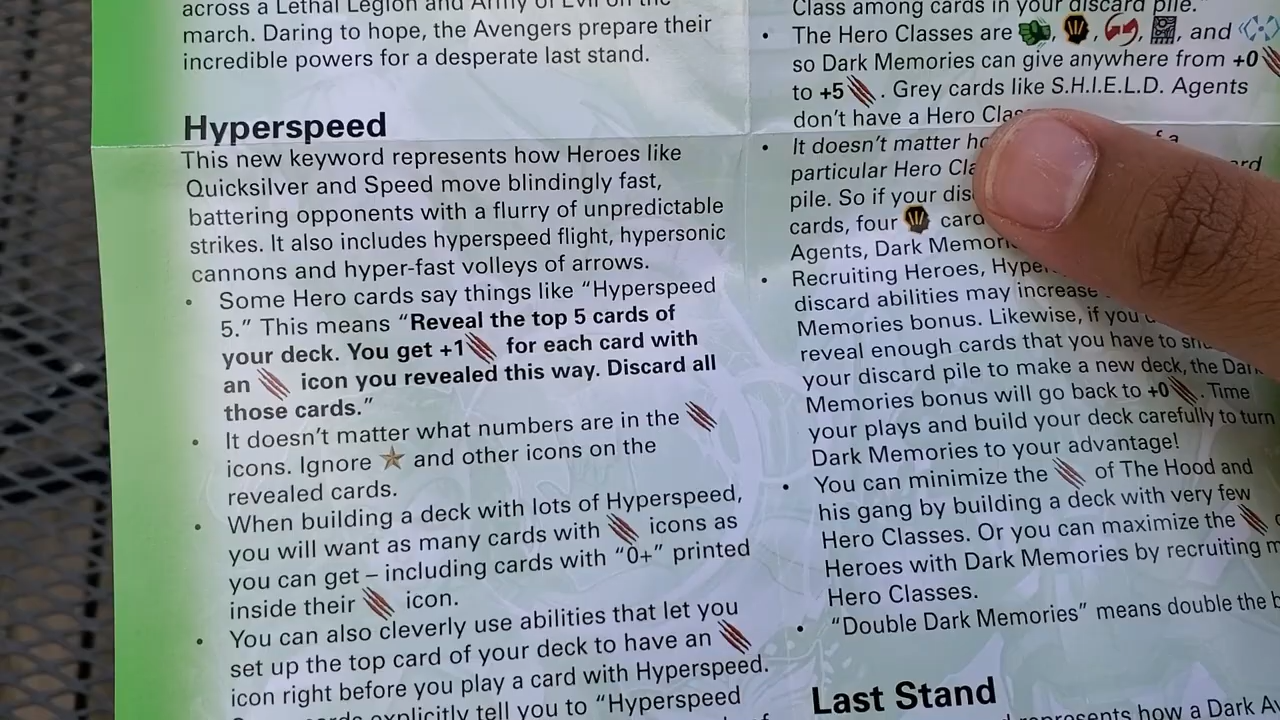 across a Lethal Legion and Army of Evil on the
march. Daring to hope, the Avengers prepare their
incredible powers for a desperate last stand.
Hyperspeed
This new keyword represents how Heroes like
Quicksilver and Speed move blindingly fast,
battering opponents with a flurry of unpredictable
strikes. It also includes hyperspeed flight, hypersonic
cannons and hyper-fast volleys of arrows.
• Some Hero cards say things like “Hyperspeed
5.” This means “Reveal the top 5 cards of
your deck. You get +1 for each card with
an icon you revealed this way. Discard all
those cards.”
• It doesn’t matter what numbers are in the
icons. Ignore and other icons on the
revealed cards.
• When building a deck with lots of Hyperspeed,
you will want as many cards with icons as
you can get – including cards with “0+” printed
inside their icon.
• You can also cleverly use abilities that let you
set up the top card of your deck to have an
icon right before you play a card with Hyperspeed.
explicitly tell you to “Hyperspeed
Class among cards in your discard pile.”
• The Hero Classes are , , , , and
so Dark Memories can give anywhere from +0
to +5 . Grey cards like S.H.I.E.L.D. Agents
don’t have a Hero
• It doesn’t matter
particular Hero
pile. So if your
cards, four
Agents, Dark
• Recruiting Heroes,
discard abilities may increase
Memories bonus. Likewise, if you
reveal enough cards that you have to
your discard pile to make a new deck, the
Memories bonus will go back to +0 . Time
your plays and build your deck carefully to turn
Dark Memories to your advantage!
• You can minimize the of The Hood and
his gang by building a deck with very few
Hero Classes. Or you can maximize the
Heroes with Dark Memories by recruiting
Hero Classes.
• “Double Dark Memories” means double the
Last Stand
how a Dark